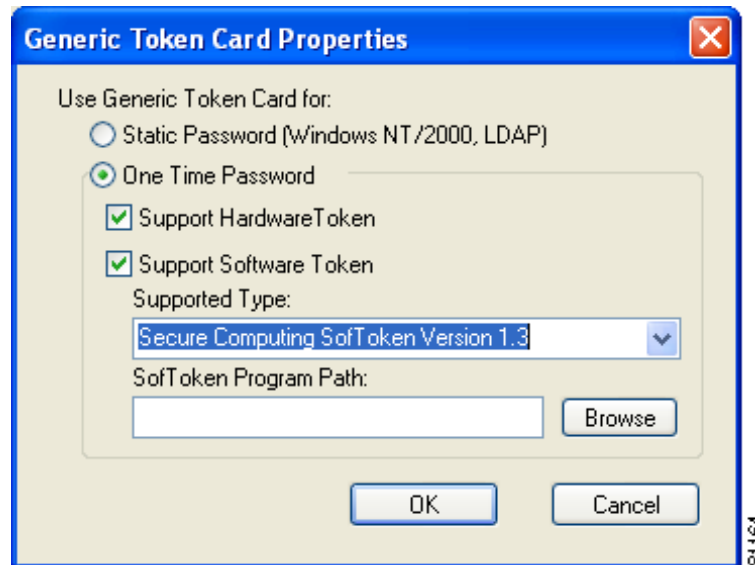 Generic Token Card Properties
Use Generic Token Card for:
Static Password (Windows NT/2000, LDAP)
One Time Password
Support HardwareToken
Support Software Token
Supported Type:
Secure Computing SofToken Version 1.3
SofToken Program Path:
Browse
OK
Cancel